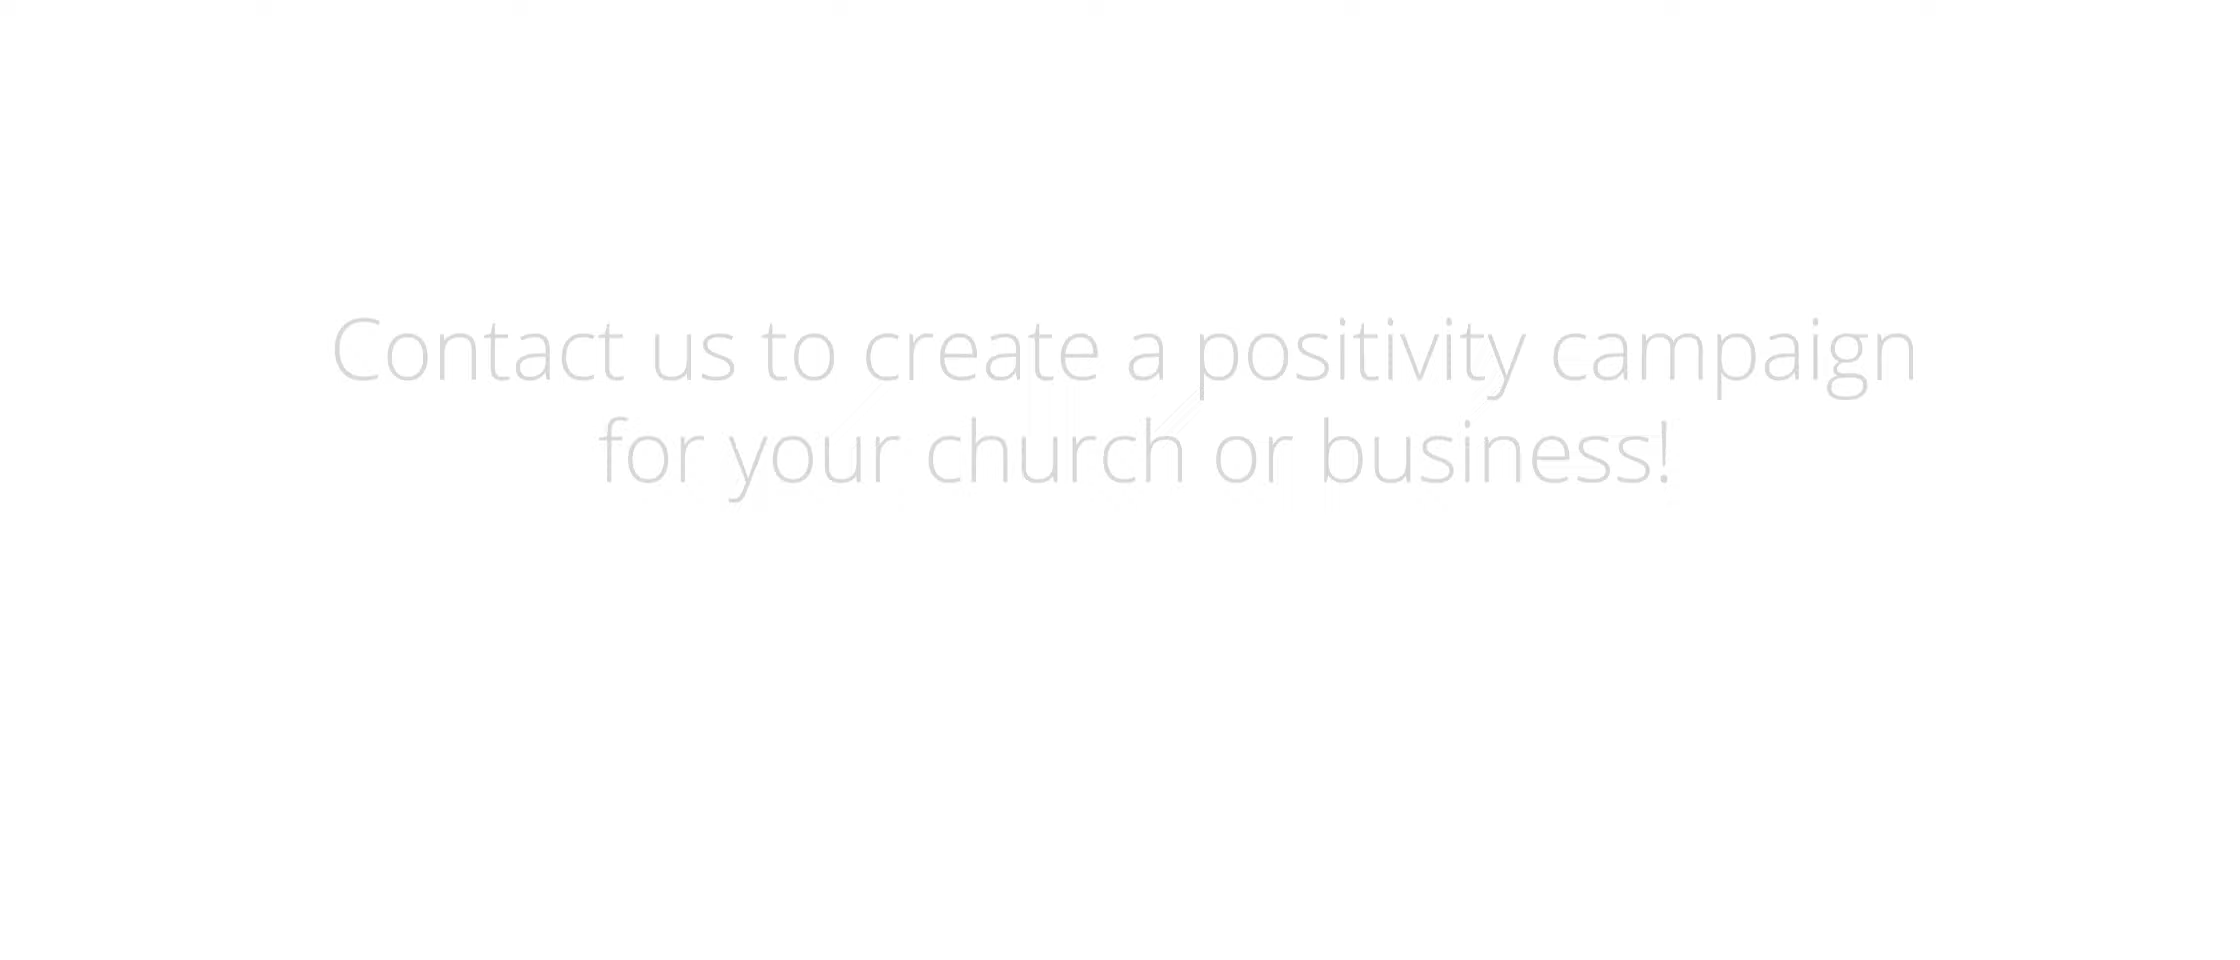 Contact us to create a positivity campaign
for your church or business!